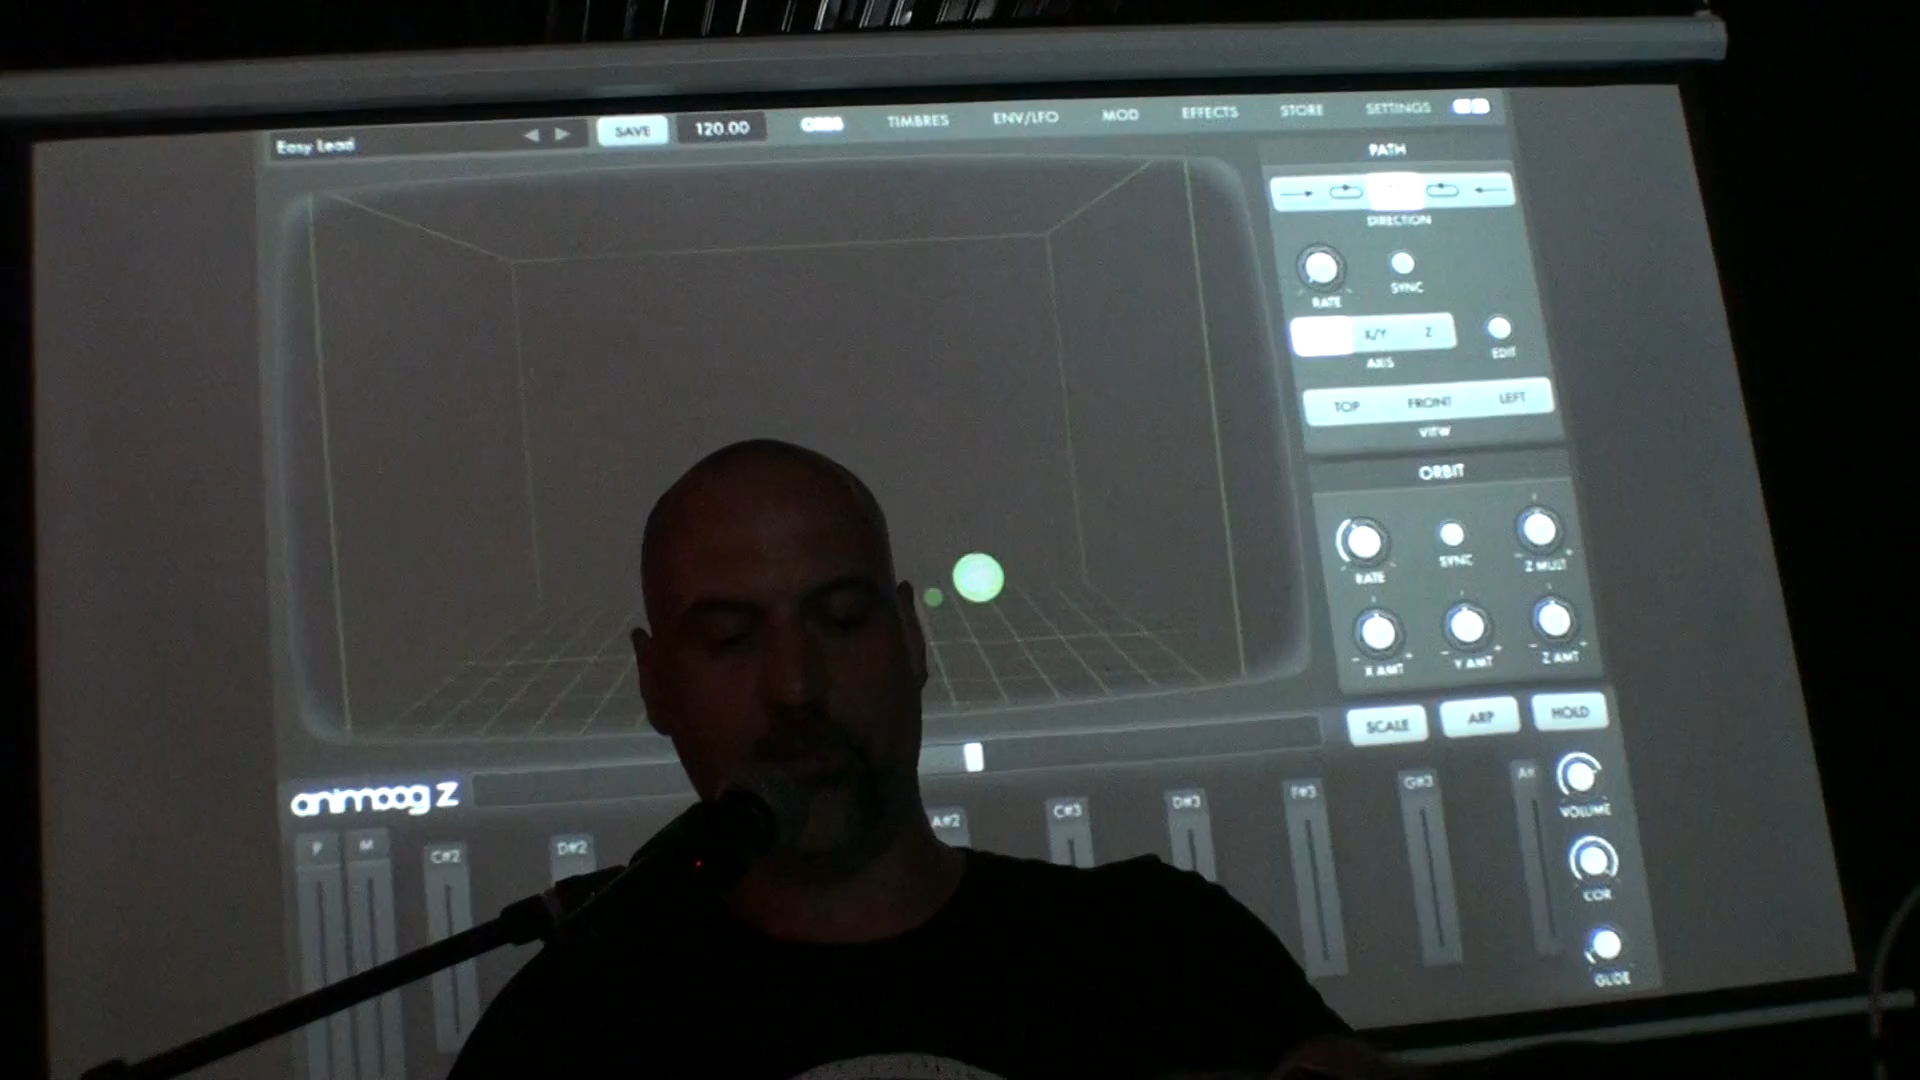 Easy Lead
SAVE
120.00
ORBS
TIMBRES
ENV/LFO
MOD
EFFECTS
STORE
SETTINGS
PATH
DIRECTION
RATE
SYNC
X/Y
Z
AXIS
EDIT
TOP
FRONT
LEFT
VIEW
ORBIT
RATE
SYNC
Z MULT
X AMT
Y AMT
Z AMT
SCALE
ARP
HOLD
animoog Z
P
M
C#2
D#2
A#2
C#3
D#3
F#3
G#3
VOLUME
COR
GLIDE